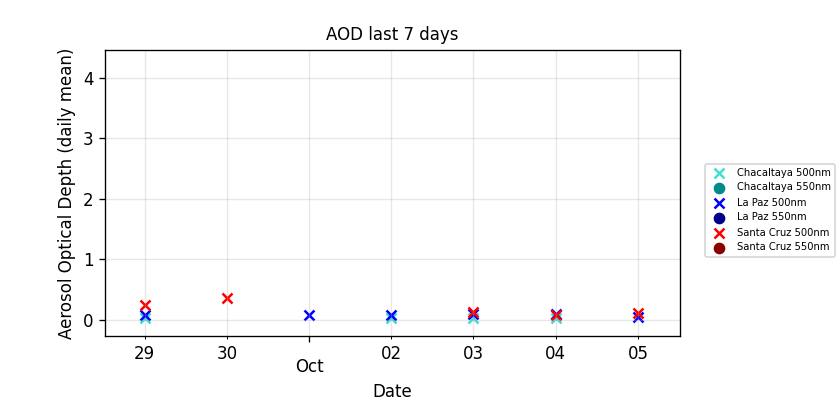 AOD last 7 days
Aerosol Optical Depth (daily mean)
4
3
2
1
0
29 30 02 03 04 05
Oct
Date
Chacaltaya 500nm
Chacaltaya 550nm
La Paz 500nm
La Paz 550nm
Santa Cruz 500nm
Santa Cruz 550nm